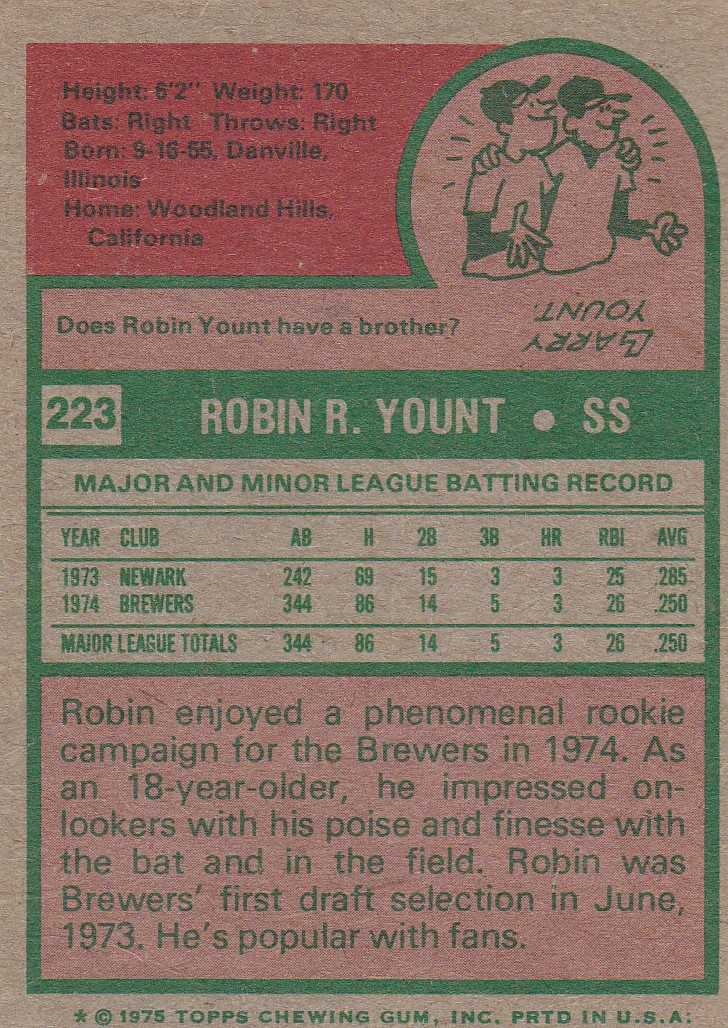 Height: 6'2" Weight: 170
Bats: Right Throws: Right
Born: 9-16-55, Danville,
Illinois
Home: Woodland Hills,
California
Does Robin Yount have a brother?
LARRY
YOUNT.
223 ROBIN R. YOUNT • SS
MAJOR AND MINOR LEAGUE BATTING RECORD
YEAR CLUB AB H 2B 3B HR RBI AVG
1973 NEWARK 242 69 15 3 3 25 .285
1974 BREWERS 344 86 14 5 3 26 .250
MAJOR LEAGUE TOTALS 344 86 14 5 3 26 .250
Robin enjoyed a phenomenal rookie
campaign for the Brewers in 1974. As
an 18-year-older, he impressed on-
lookers with his poise and finesse with
the bat and in the field. Robin was
Brewers' first draft selection in June,
1973. He's popular with fans.
* © 1975 TOPPS CHEWING GUM, INC. PRTD IN U.S.A.